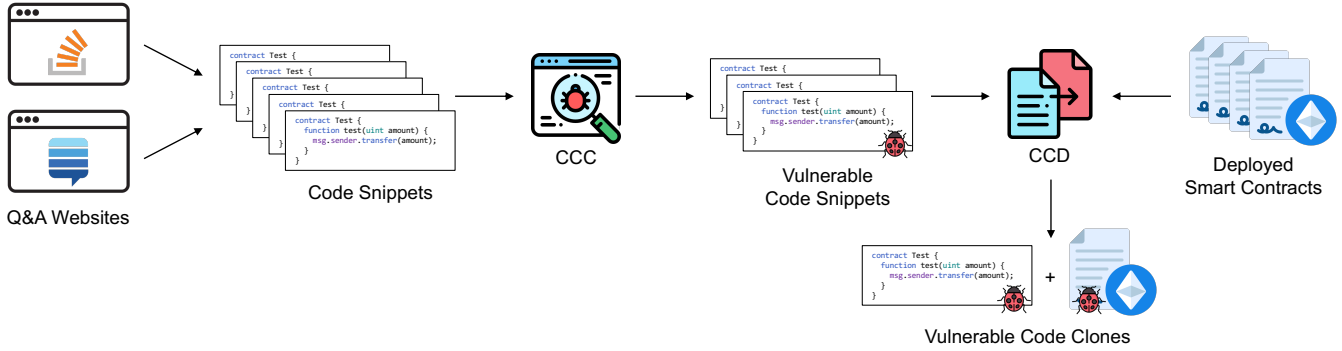 Q&A Websites
contract Test {
}
contract Test {
contract Test {
contract Test {
contract Test {
function test(uint amount) {
msg.sender.transfer(amount);
}
}
Code Snippets
CCC
contract Test {
}
contract Test {
contract Test {
function test(uint amount) {
msg.sender.transfer(amount);
}
}
Vulnerable
Code Snippets
CCD
Deployed
Smart Contracts
contract Test {
function test(uint amount) {
msg.sender.transfer(amount);
}
}
+
Vulnerable Code Clones